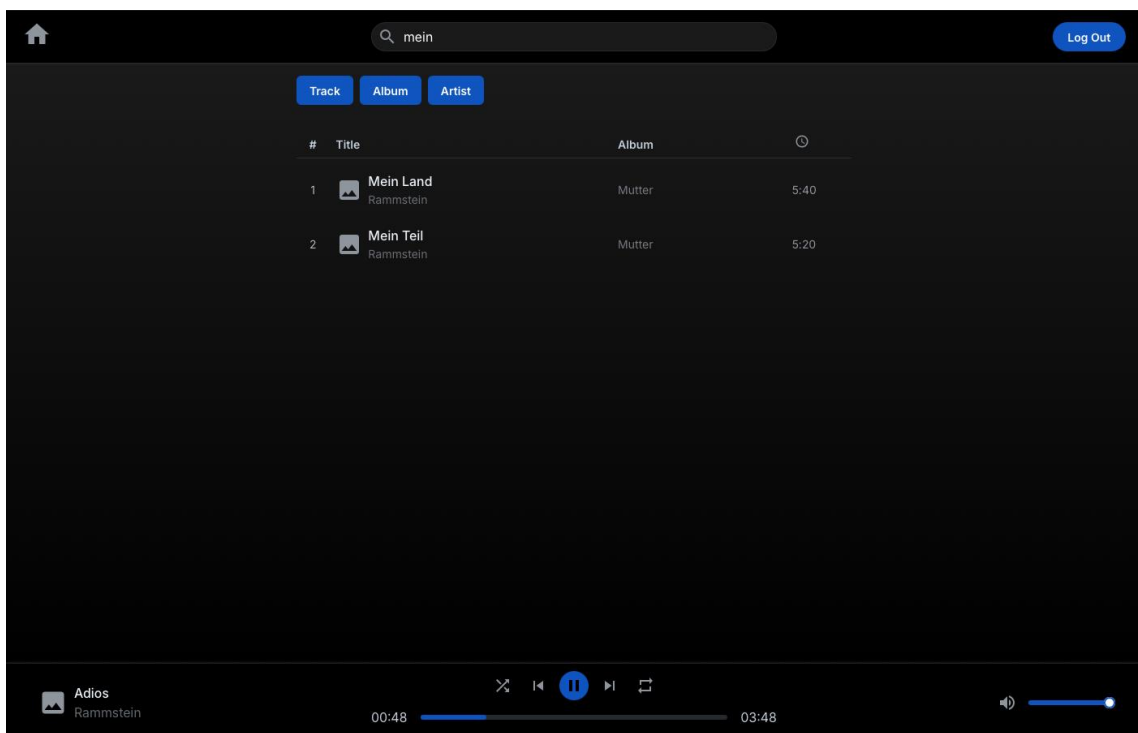 mein
Log Out
Track Album Artist
# Title Album
1 Mein Land Mutter 5:40
Rammstein
2 Mein Teil Mutter 5:20
Rammstein
Adios
Rammstein
00:48 03:48